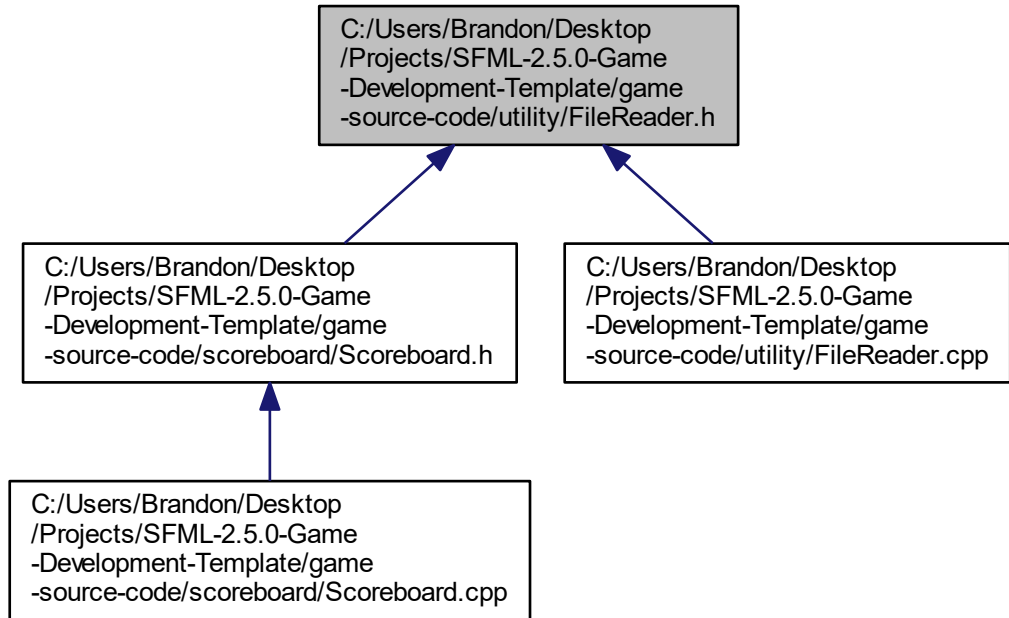 C:/Users/Brandon/Desktop
/Projects/SFML-2.5.0-Game
-Development-Template/game
-source-code/utility/FileReader.h
C:/Users/Brandon/Desktop
/Projects/SFML-2.5.0-Game
-Development-Template/game
-source-code/scoreboard/Scoreboard.h
C:/Users/Brandon/Desktop
/Projects/SFML-2.5.0-Game
-Development-Template/game
-source-code/utility/FileReader.cpp
C:/Users/Brandon/Desktop
/Projects/SFML-2.5.0-Game
-Development-Template/game
-source-code/scoreboard/Scoreboard.cpp